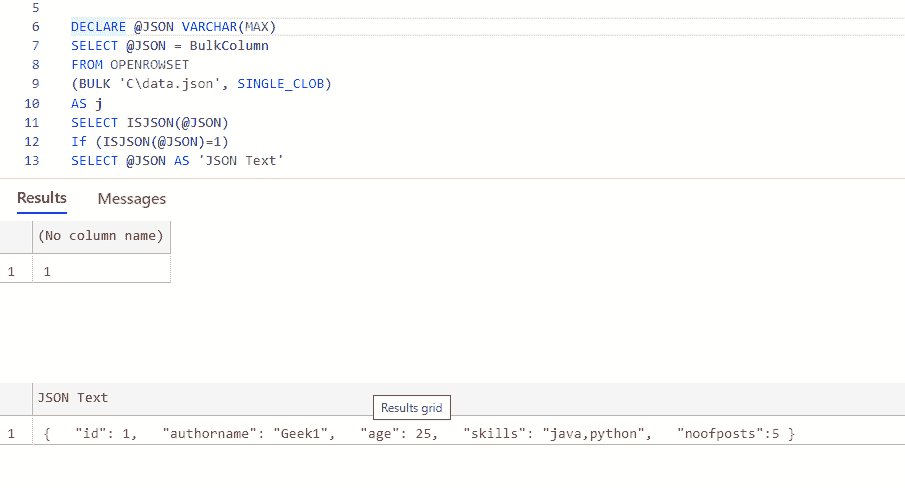 5
6 DECLARE @JSON VARCHAR(MAX)
7 SELECT @JSON = BulkColumn
8 FROM OPENROWSET
9 (BULK 'C\data.json', SINGLE_CLOB)
10 AS j
11 SELECT ISJSON(@JSON)
12 If (ISJSON(@JSON)=1)
13 SELECT @JSON AS 'JSON Text'
Results Messages
(No column name)
1 1
JSON Text
Results grid
1 { "id": 1, "authorname": "Geek1", "age": 25, "skills": "java,python", "noofposts":5 }